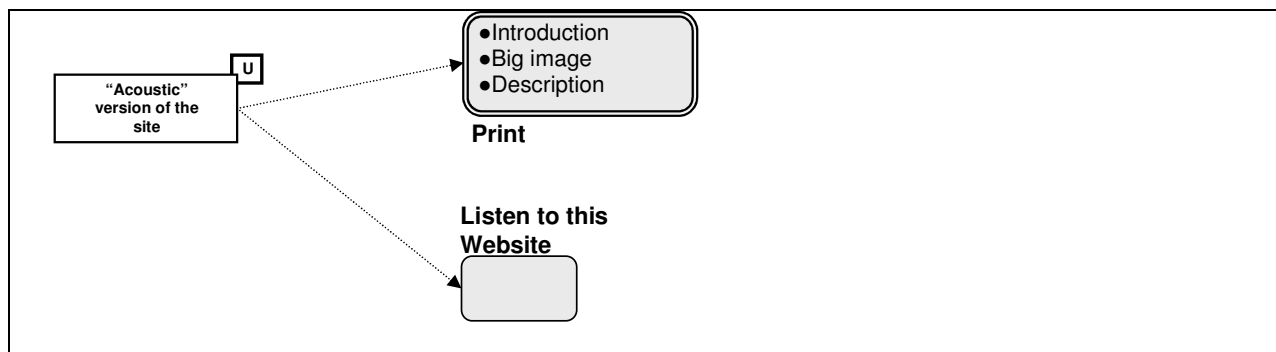 U
“Acoustic”
version of the
site
●Introduction
●Big image
●Description
Print
Listen to this
Website